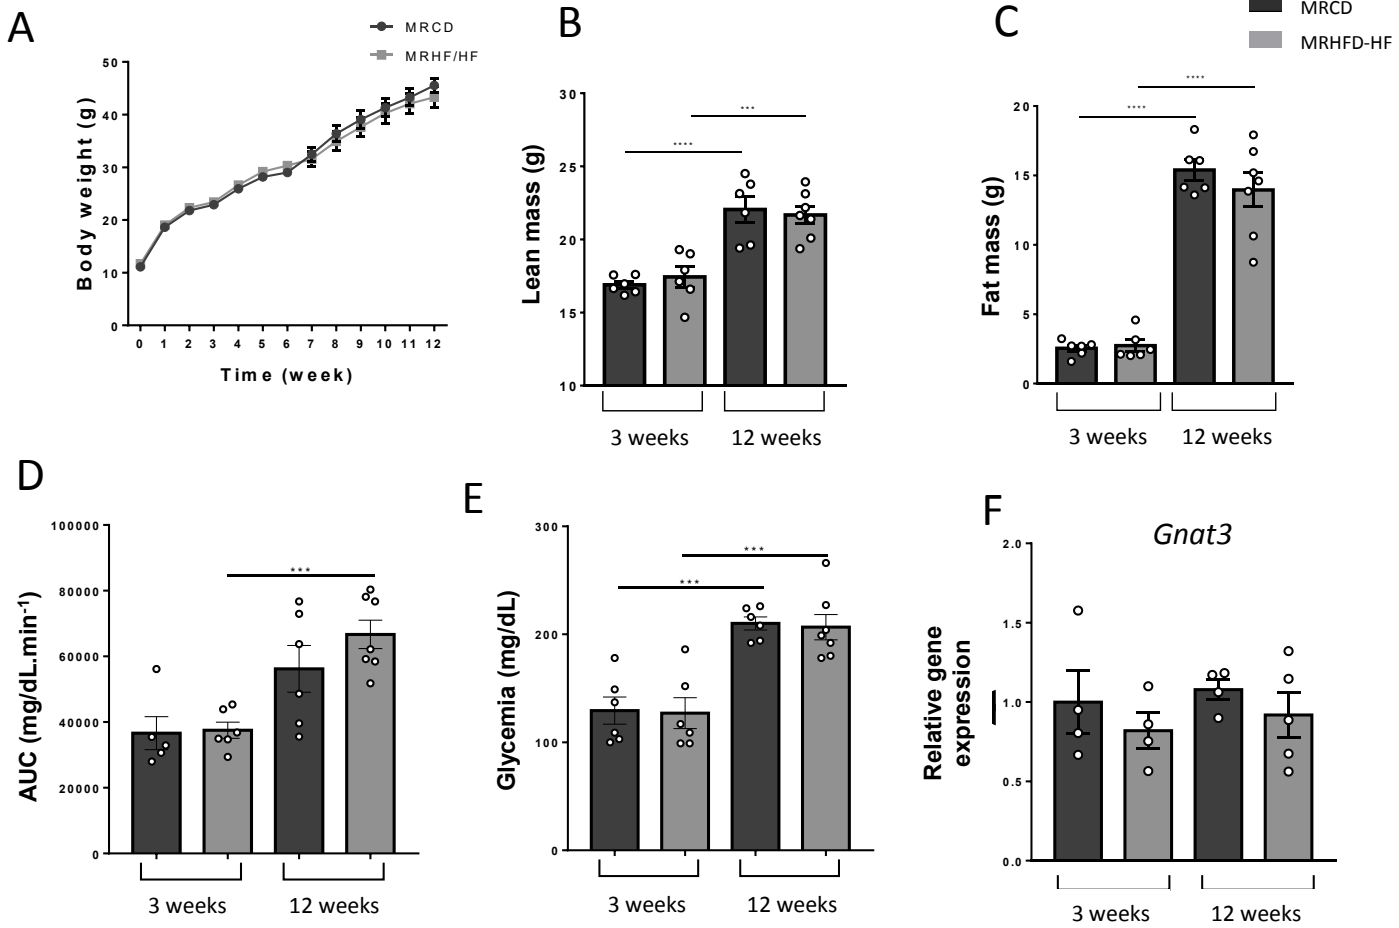 A
MRCD
MRHF/HF
50
40
30
20
10
0
Body weight (g)
0 1 2 3 4 5 6 7 8 9 10 11 12
Time (week)
B
***
****
30
25
20
15
10
Lean mass (g)
3 weeks 12 weeks
C
MRCD
MRHFD-HF
****
****
20
15
10
5
0
Fat mass (g)
3 weeks 12 weeks
D
100000
80000
60000
40000
20000
0
AUC (mg/dL.min-1)
***
3 weeks 12 weeks
E
300
200
100
0
Glycemia (mg/dL)
***
***
3 weeks 12 weeks
F
Gnat3
2.0
1.5
1.0
0.5
0.0
Relative gene
expression
3 weeks 12 weeks